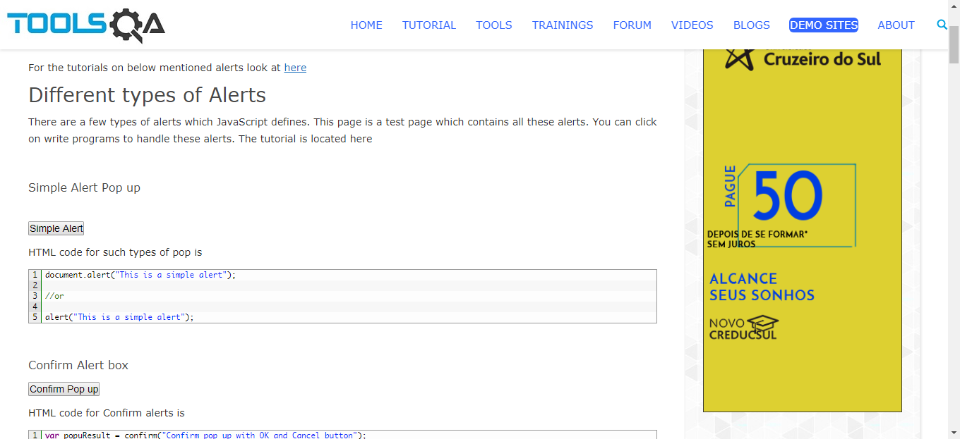 TOOLSQA
HOME TUTORIAL TOOLS TRAININGS FORUM VIDEOS BLOGS DEMO SITES ABOUT
For the tutorials on below mentioned alerts look at here
Different types of Alerts
There are a few types of alerts which JavaScript defines. This page is a test page which contains all these alerts. You can click
on write programs to handle these alerts. The tutorial is located here
Simple Alert Pop up
Simple Alert
HTML code for such types of pop is
1 document.alert("This is a simple alert");
2
3 //or
4
5 alert("This is a simple alert");
Confirm Alert box
Confirm Pop up
HTML code for Confirm alerts is
1 var popuResult = confirm("Confirm pop up with OK and Cancel button");
Cruzeiro do Sul
PAGUE
50
DEPOIS DE SE FORMAR*
SEM JUROS
ALCANCE
SEUS SONHOS
NOVO
CREDUCSUL